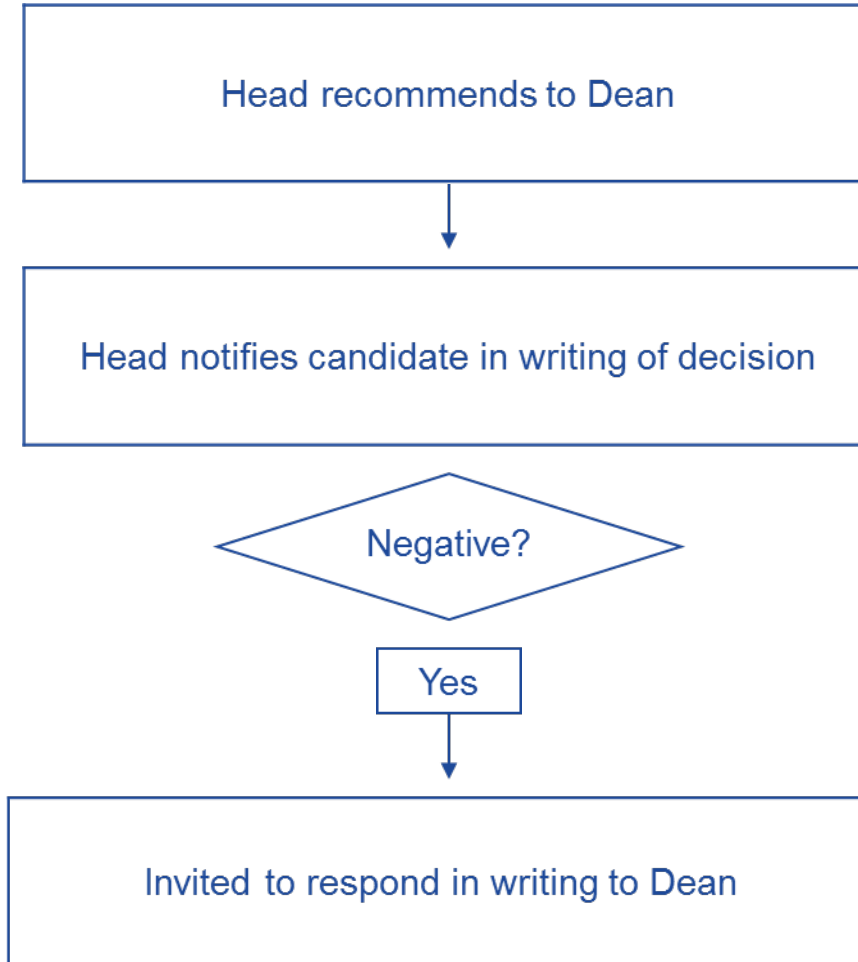 Head recommends to Dean
Head notifies candidate in writing of decision
Negative?
Yes
Invited to respond in writing to Dean